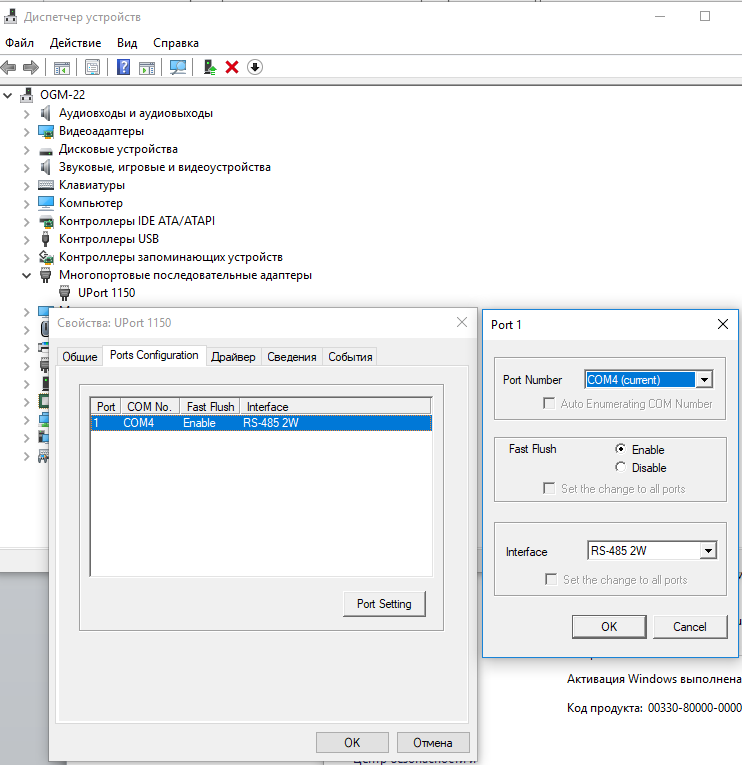 Диспетчер устройств
Файл Действие Вид Справка
OGM-22
Аудиовходы и аудиовыходы
Видеоадаптеры
Дисковые устройства
Звуковые, игровые и видеоустройства
Клавиатуры
Компьютер
Контроллеры IDE ATA/ATAPI
Контроллеры USB
Контроллеры запоминающих устройств
Многопортовые последовательные адаптеры
UPort 1150
Свойства: UPort 1150
Общие Ports Configuration Драйвер Сведения События
Port COM No. Fast Flush Interface
1 COM4 Enable RS-485 2W
Port Setting
OK Отмена
Port 1
Port Number COM4 (current)
Auto Enumerating COM Number
Fast Flush Enable
Disable
Set the change to all ports
Interface RS-485 2W
Set the change to all ports
OK Cancel
Активация Windows выполнена
Код продукта: 00330-80000-0000